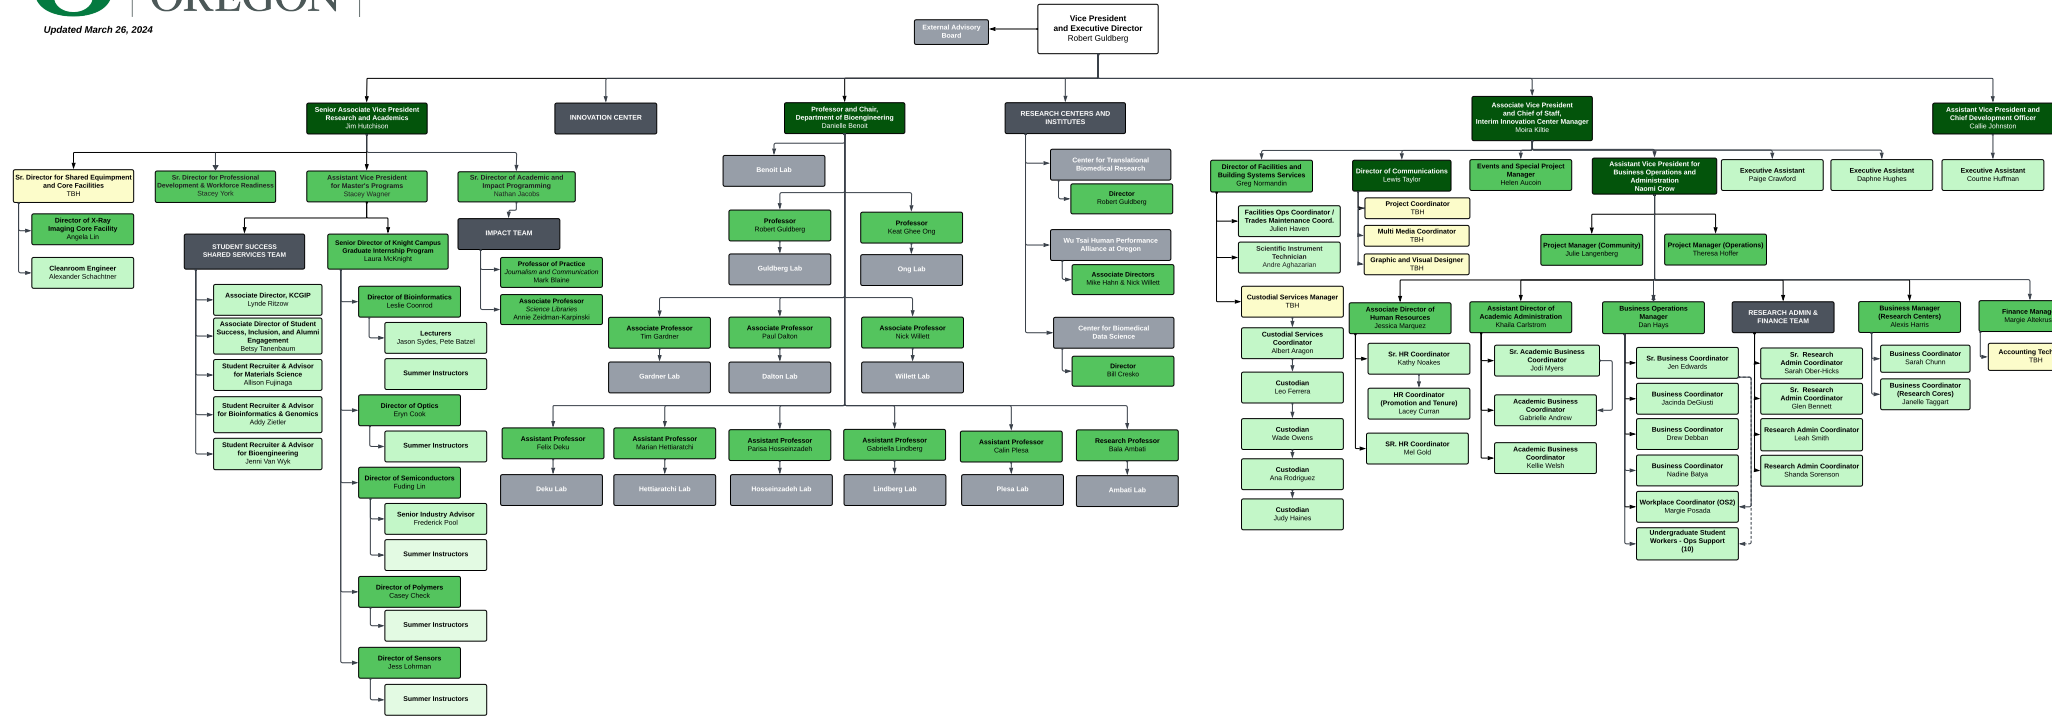 OREGON
Updated March 26, 2024
External Advisory
Board
Vice President
and Executive Director
Robert Guldberg
Senior Associate Vice President
Research and Academics
Jim Hutchison
INNOVATION CENTER
Professor and Chair,
Department of Bioengineering
Danielle Benoit
RESEARCH CENTERS AND
INSTITUTES
Associate Vice President
and Chief of Staff,
Interim Innovation Center Manager
Moira Kiltie
Assistant Vice President and
Chief Development Officer
Callie Johnston
Sr. Director for Shared Equimpment
and Core Facilities
TBH
Sr. Director for Professional
Development & Workforce Readiness
Stacey York
Assistant Vice President
for Master's Programs
Stacey Wagner
Sr. Director of Academic and
Impact Programming
Nathan Jacobs
Director of X-Ray
Imaging Core Facility
Angela Lin
Cleanroom Engineer
Alexander Schachtner
STUDENT SUCCESS
SHARED SERVICES TEAM
Associate Director, KCGIP
Lynde Ritzow
Associate Director of Student
Success, Inclusion, and Alumni
Engagement
Betsy Tanenbaum
Student Recruiter & Advisor
for Materials Science
Allison Fujinaga
Student Recruiter & Advisor
for Bioinformatics & Genomics
Addy Zietler
Student Recruiter & Advisor
for Bioengineering
Jenni Van Wyk
Senior Director of Knight Campus
Graduate Internship Program
Laura McKnight
Director of Bioinformatics
Leslie Coonrod
Lecturers
Jason Sydes, Pete Batzel
Summer Instructors
Director of Optics
Eryn Cook
Summer Instructors
Director of Semiconductors
Fuding Lin
Senior Industry Advisor
Frederick Pool
Summer Instructors
Director of Polymers
Casey Check
Summer Instructors
Director of Sensors
Jess Lohrman
Summer Instructors
IMPACT TEAM
Professor of Practice
Journalism and Communication
Mark Blaine
Associate Professor
Science Libraries
Annie Zeidman-Karpinski
Benoit Lab
Professor
Robert Guldberg
Guldberg Lab
Professor
Keat Ghee Ong
Ong Lab
Associate Professor
Tim Gardner
Gardner Lab
Associate Professor
Paul Dalton
Dalton Lab
Associate Professor
Nick Willett
Willett Lab
Assistant Professor
Felix Deku
Deku Lab
Assistant Professor
Marian Hettiaratchi
Hettiaratchi Lab
Assistant Professor
Parisa Hosseinzadeh
Hosseinzadeh Lab
Assistant Professor
Gabriella Lindberg
Lindberg Lab
Assistant Professor
Calin Plesa
Plesa Lab
Research Professor
Bala Ambati
Ambati Lab
Center for Translational
Biomedical Research
Director
Robert Guldberg
Wu Tsai Human Performance
Alliance at Oregon
Associate Directors
Mike Hahn & Nick Willett
Center for Biomedical
Data Science
Director
Bill Cresko
Director of Facilities and
Building Systems Services
Greg Normandin
Facilities Ops Coordinator /
Trades Maintenance Coord.
Julien Haven
Scientific Instrument
Technician
Andre Aghazarian
Custodial Services Manager
TBH
Custodial Services
Coordinator
Albert Aragon
Custodian
Leo Ferrera
Custodian
Wade Owens
Custodian
Ana Rodriguez
Custodian
Judy Haines
Director of Communications
Lewis Taylor
Project Coordinator
TBH
Multi Media Coordinator
TBH
Graphic and Visual Designer
TBH
Events and Special Project
Manager
Helen Aucoin
Assistant Vice President for
Business Operations and
Administration
Naomi Crow
Executive Assistant
Paige Crawford
Executive Assistant
Daphne Hughes
Executive Assistant
Courtne Huffman
Project Manager (Community)
Julie Langenberg
Project Manager (Operations)
Theresa Hoffer
Associate Director of
Human Resources
Jessica Marquez
Sr. HR Coordinator
Kathy Noakes
HR Coordinator
(Promotion and Tenure)
Lacey Curran
SR. HR Coordinator
Mel Gold
Assistant Director of
Academic Administration
Khaila Carlstrom
Sr. Academic Business
Coordinator
Jodi Myers
Academic Business
Coordinator
Gabrielle Andrew
Academic Business
Coordinator
Kellie Welsh
Business Operations
Manager
Dan Hays
Sr. Business Coordinator
Jen Edwards
Business Coordinator
Jacinda DeGiusti
Business Coordinator
Drew Debban
Business Coordinator
Nadine Batya
Workplace Coordinator (OS2)
Margie Posada
Undergraduate Student
Workers - Ops Support
(10)
RESEARCH ADMIN &
FINANCE TEAM
Sr. Research
Admin Coordinator
Sarah Ober-Hicks
Sr. Research
Admin Coordinator
Glen Bennett
Research Admin Coordinator
Leah Smith
Research Admin Coordinator
Shanda Sorenson
Business Manager
(Research Centers)
Alexis Harris
Business Coordinator
Sarah Chunn
Business Coordinator
(Research Cores)
Janelle Taggart
Finance Manag
Margie Altekrus
Accounting Tech
TBH